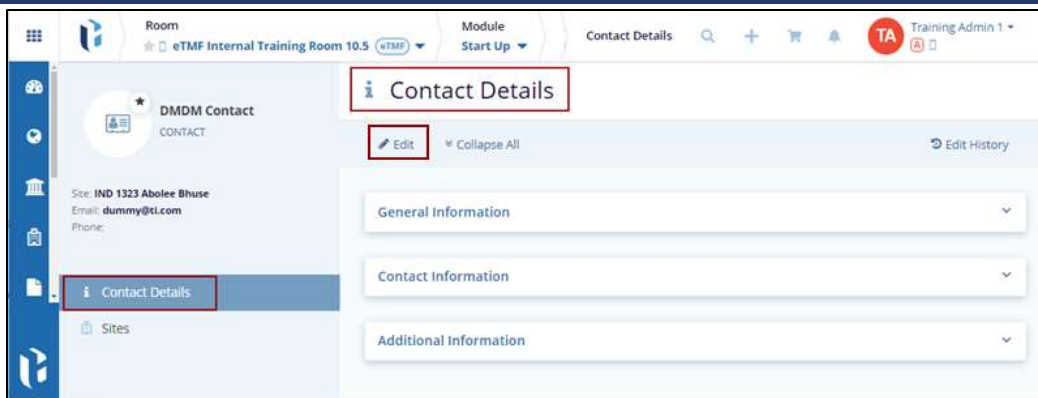 Room
eTMF Internal Training Room 10.5 eTMF
Module
Start Up
Contact Details
TA
Training Admin 1
A
DMDM Contact
CONTACT
Site: IND 1323 Abolee Bhuse
Email: dummy@ti.com
Phone:
i Contact Details
Sites
i Contact Details
Edit
Collapse All
Edit History
General Information
Contact Information
Additional Information